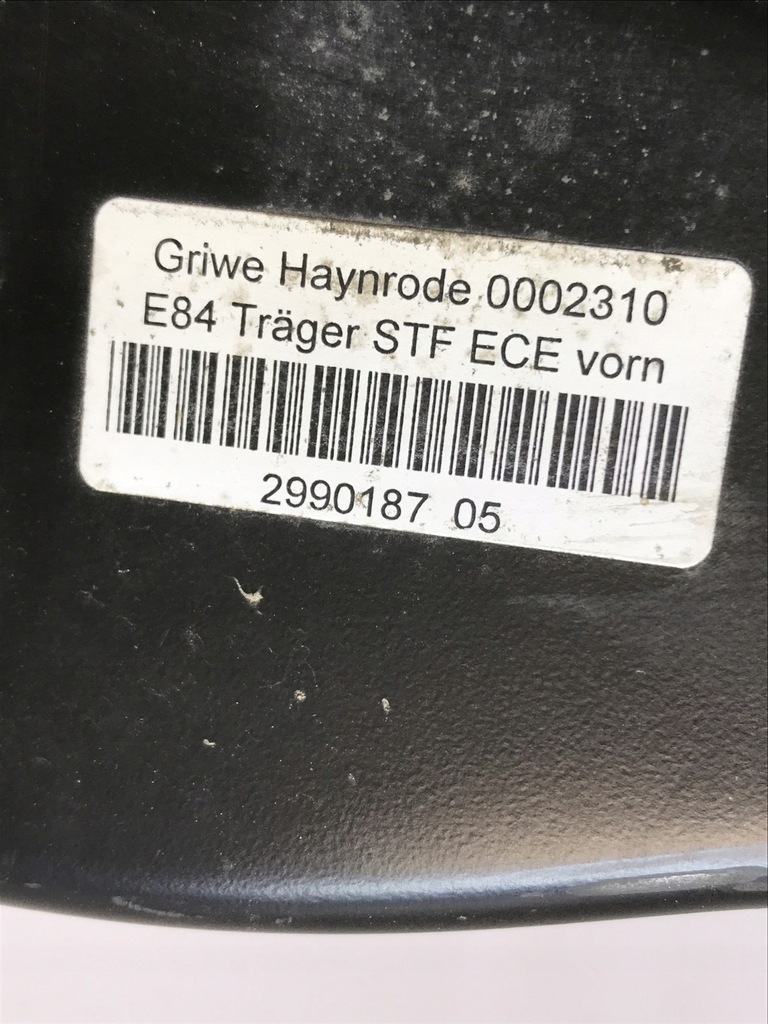 Griwe Haynrode 0002310
E84 Träger STF ECE vorn
2990187 05